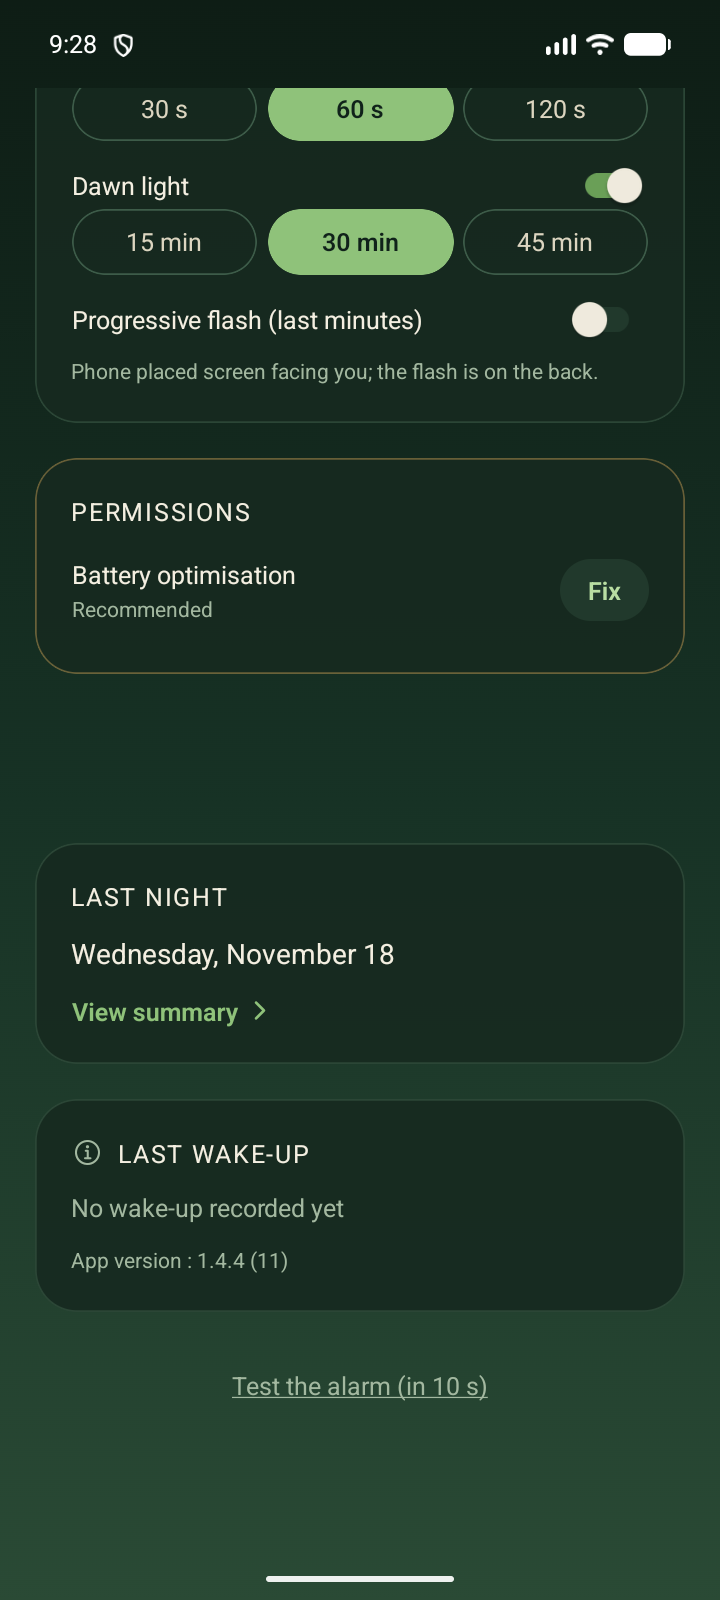 9:28
30 s 60 s 120 s
Dawn light
15 min 30 min 45 min
Progressive flash (last minutes)
Phone placed screen facing you; the flash is on the back.
PERMISSIONS
Battery optimisation
Recommended
Fix
LAST NIGHT
Wednesday, November 18
View summary
LAST WAKE-UP
No wake-up recorded yet
App version : 1.4.4 (11)
Test the alarm (in 10 s)